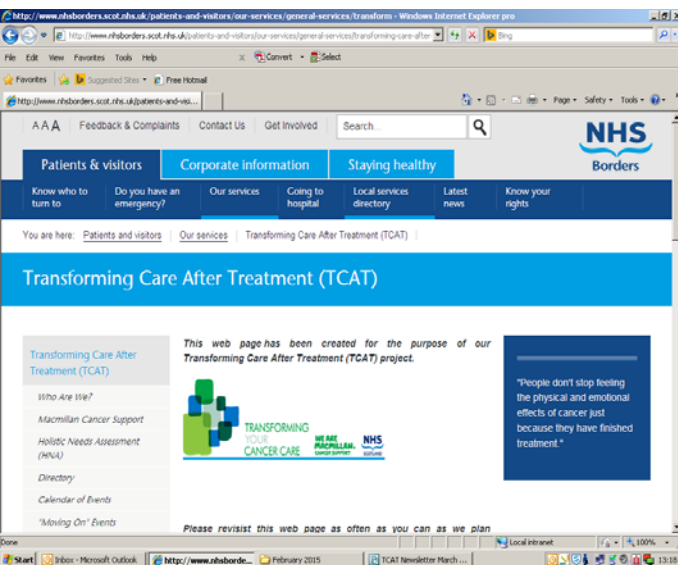 http://www.nhsborders.scot.nhs.uk/patients-and-visitors/our-services/general-services/transform - Windows Internet Explorer pro
http://www.nhsborders.scot.nhs.uk/patients-and-visitors/our-services/general-services/transforming-care-after-
Bing
File Edit View Favorites Tools Help
x Convert Select
Favorites Suggested Sites Free Hotmail
http://www.nhsborders.scot.nhs.uk/patients-and-visi...
Page Safety Tools
A A A Feedback & Complaints Contact Us Get Involved Search...
NHS
Borders
Patients & visitors Corporate information Staying healthy
Know who to turn to Do you have an emergency? Our services Going to hospital Local services directory Latest news Know your rights
You are here: Patients and visitors Our services Transforming Care After Treatment (TCAT)
Transforming Care After Treatment (TCAT)
Transforming Care After
Treatment (TCAT)
Who Are We?
Macmillan Cancer Support
Holistic Needs Assessment
(HNA)
Directory
Calendar of Events
"Moving On" Events
This web page has been created for the purpose of our
Transforming Care After Treatment (TCAT) project.
TRANSFORMING
YOUR
CANCER CARE
WE ARE
MACMILLAN.
CANCER SUPPORT
NHS
SCOTLAND
Please revisist this web page as often as you can as we plan
"People don't stop feeling
the physical and emotional
effects of cancer just
because they have finished
treatment."
Done Local intranet 100%
Start Inbox - Microsoft Outlook http://www.nhsborde... February 2015 TCAT Newsletter March ... 13:18